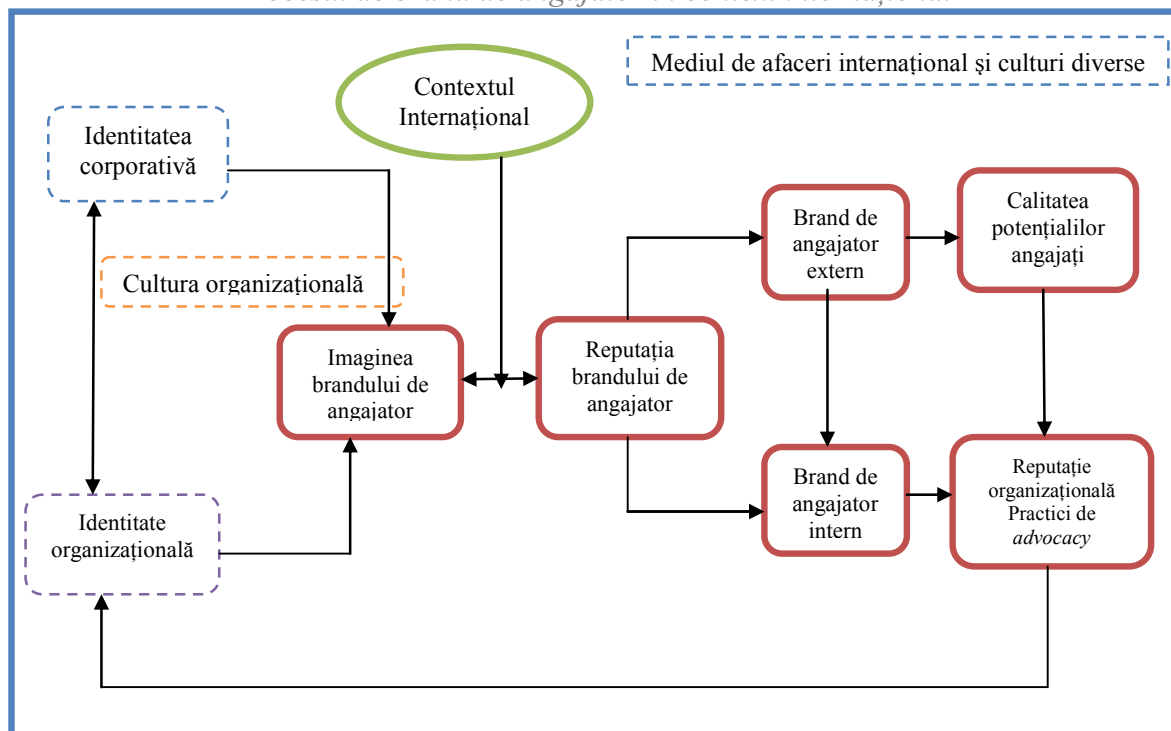 de angajator
Mediul de afaceri internațional și culturi diverse
Contextul
Internațional
Identitatea
corporativă
Cultura organizațională
Imaginea
brandului de
angajator
Reputația
brandului de
angajator
Brand de
angajator
extern
Calitatea
potențialilor
angajați
Brand de
angajator
intern
Reputație
organizațională
Practici de
advocacy
Identitate
organizațională